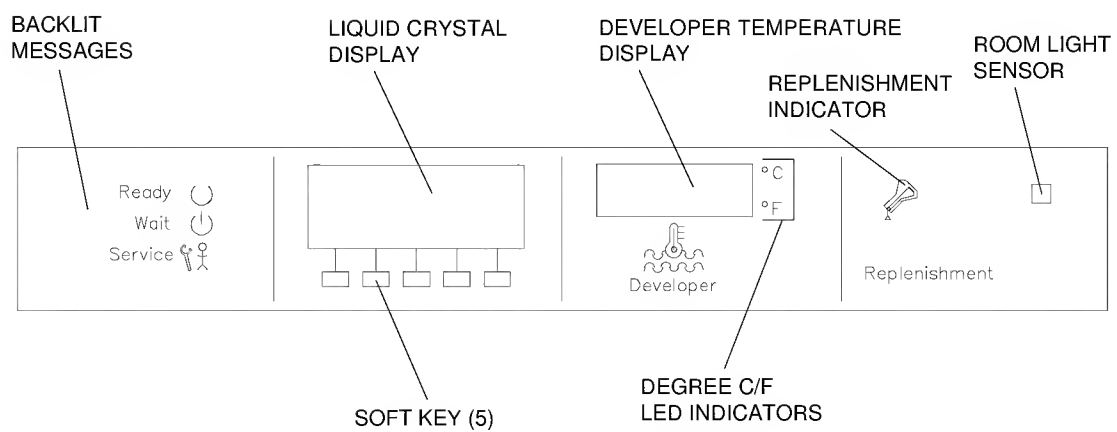 BACKLIT
MESSAGES
LIQUID CRYSTAL
DISPLAY
DEVELOPER TEMPERATURE
DISPLAY
REPLENISHMENT
INDICATOR
ROOM LIGHT
SENSOR
Ready
Wait
Service
C
F
Developer
Replenishment
SOFT KEY (5)
DEGREE C/F
LED INDICATORS